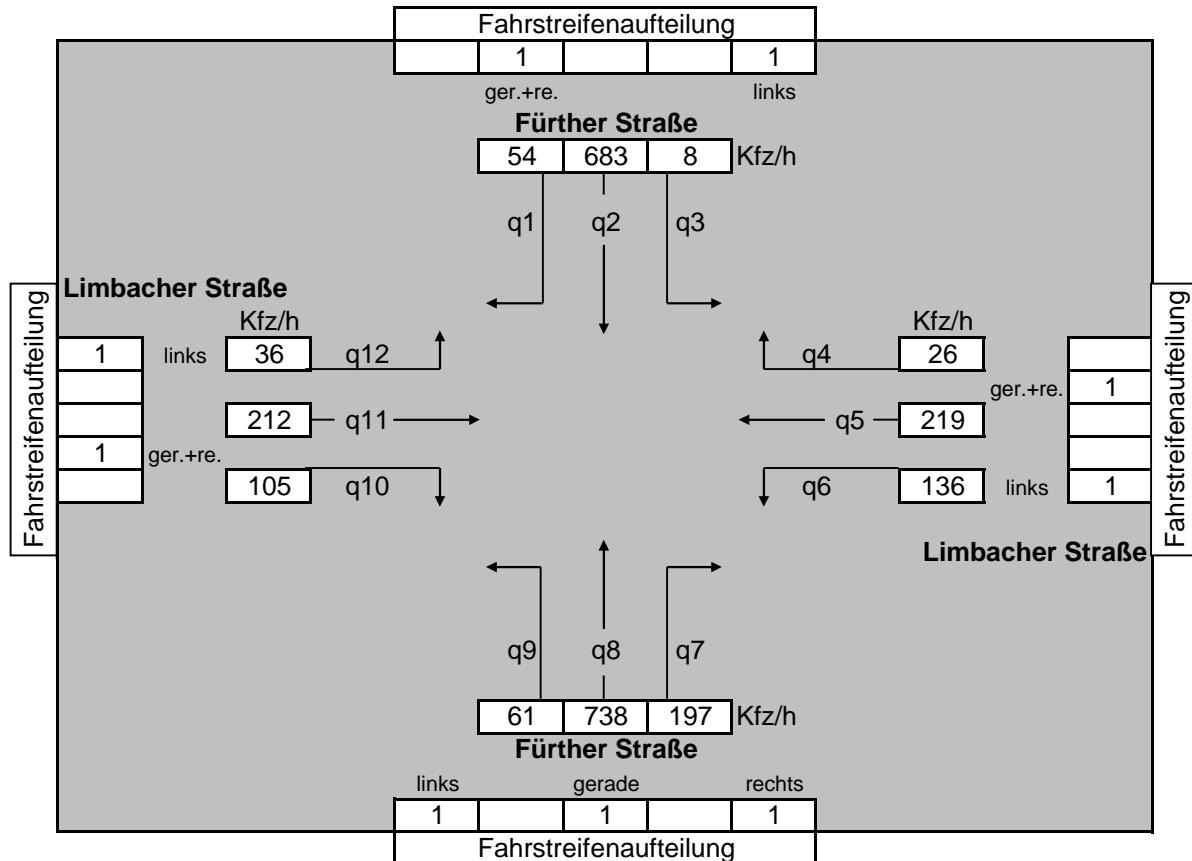 Fahrstreifenaufteilung
1 1
ger.+re. links
Fürther Straße
54 683 8 Kfz/h
q1 q2 q3
Limbacher Straße
Fahrstreifenaufteilung
Kfz/h
1 links 36 q12
212 q11
1 ger.+re.
105 q10
Kfz/h
q4 26
ger.+re. 1
q5 219
q6 136 links 1
Limbacher Straße
Fahrstreifenaufteilung
q9 q8 q7
61 738 197 Kfz/h
Fürther Straße
links gerade rechts
1 1 1
Fahrstreifenaufteilung